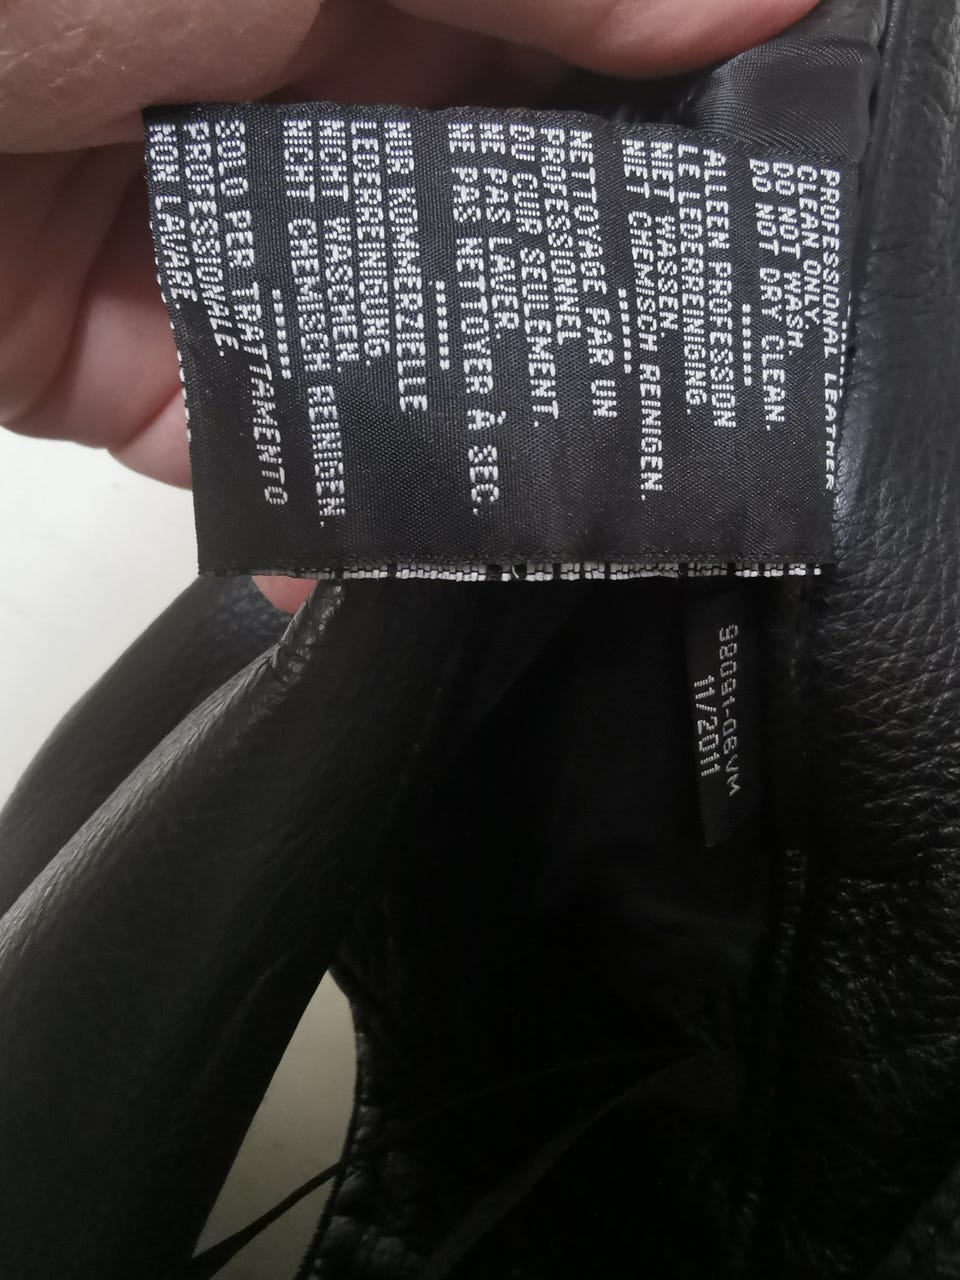 PROFESSIONAL LEATHER
CLEAN ONLY
DO NOT WASH.
DO NOT DRY CLEAN.
-----
ALLEEN PROFESSION
LE LEDERREINIGING.
NIET WASSEN.
NIET CHEMISCH REINIGEN.
-----
NETTOYAGE PAR UN
PROFESSIONNEL
DU CUIR SEULEMENT.
NE PAS LAVER.
NE PAS NETTOYER À SEC.
-----
NUR KOMMERZIELLE
LEDERREINIGUNG
NICHT WASCHEN.
NICHT CHEMISCH REINIGEN.
-----
SOLO PER TRATTAMENTO
PROFESSIONALE.
NON LAVARE
98091-06VM
11/2011